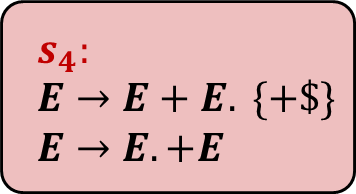 s₄:
E → E + E. {+$}
E → E. +E